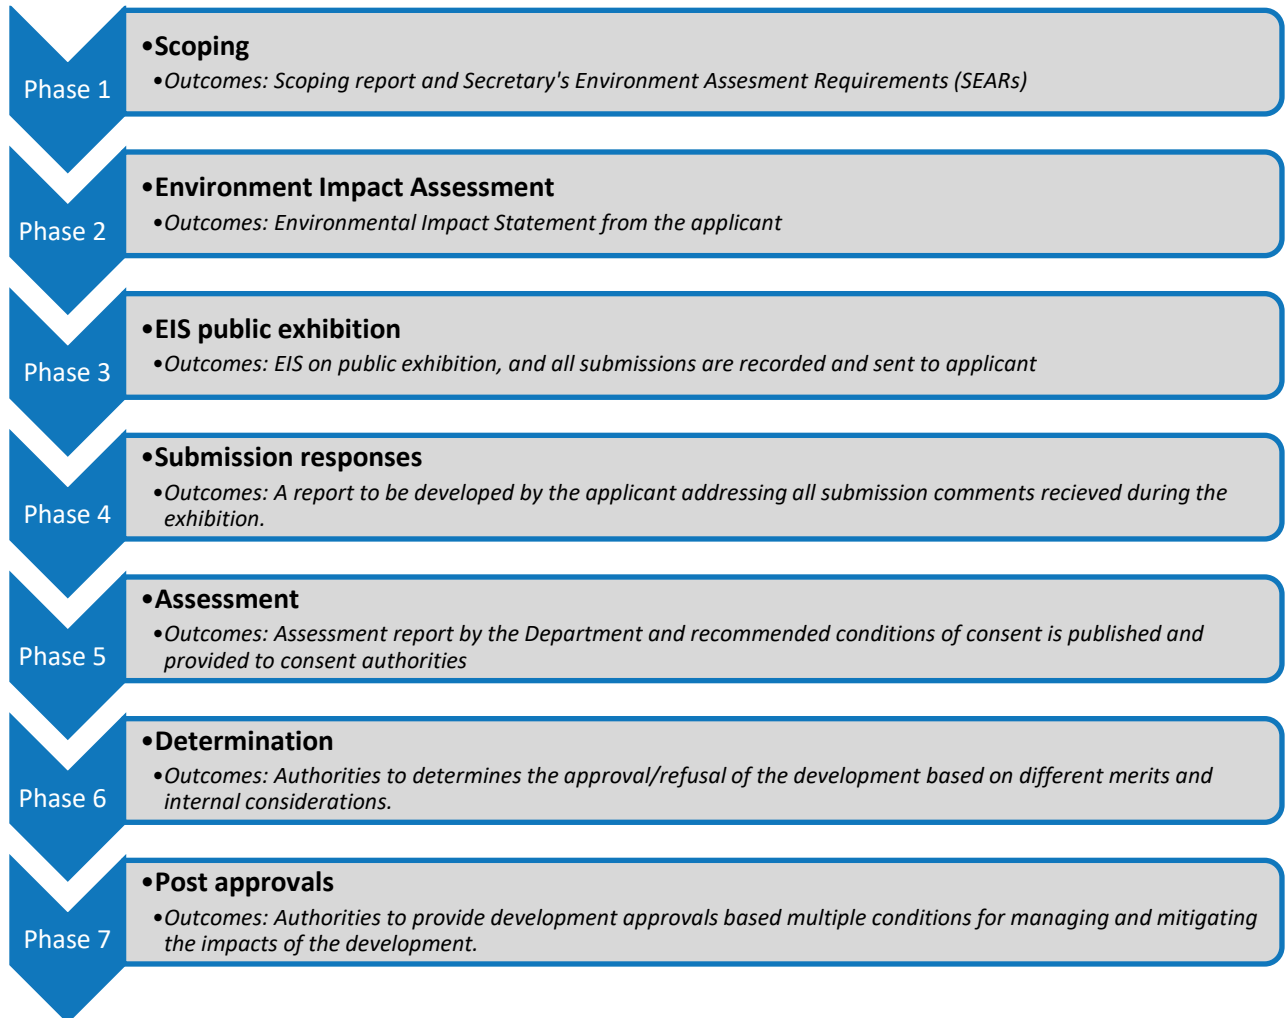 Phase 1
•Scoping
•Outcomes: Scoping report and Secretary's Environment Assesment Requirements (SEARs)
Phase 2
•Environment Impact Assessment
•Outcomes: Environmental Impact Statement from the applicant
Phase 3
•EIS public exhibition
•Outcomes: EIS on public exhibition, and all submissions are recorded and sent to applicant
Phase 4
•Submission responses
•Outcomes: A report to be developed by the applicant addressing all submission comments recieved during the
exhibition.
Phase 5
•Assessment
•Outcomes: Assessment report by the Department and recommended conditions of consent is published and
provided to consent authorities
Phase 6
•Determination
•Outcomes: Authorities to determines the approval/refusal of the development based on different merits and
internal considerations.
Phase 7
•Post approvals
•Outcomes: Authorities to provide development approvals based multiple conditions for managing and mitigating
the impacts of the development.